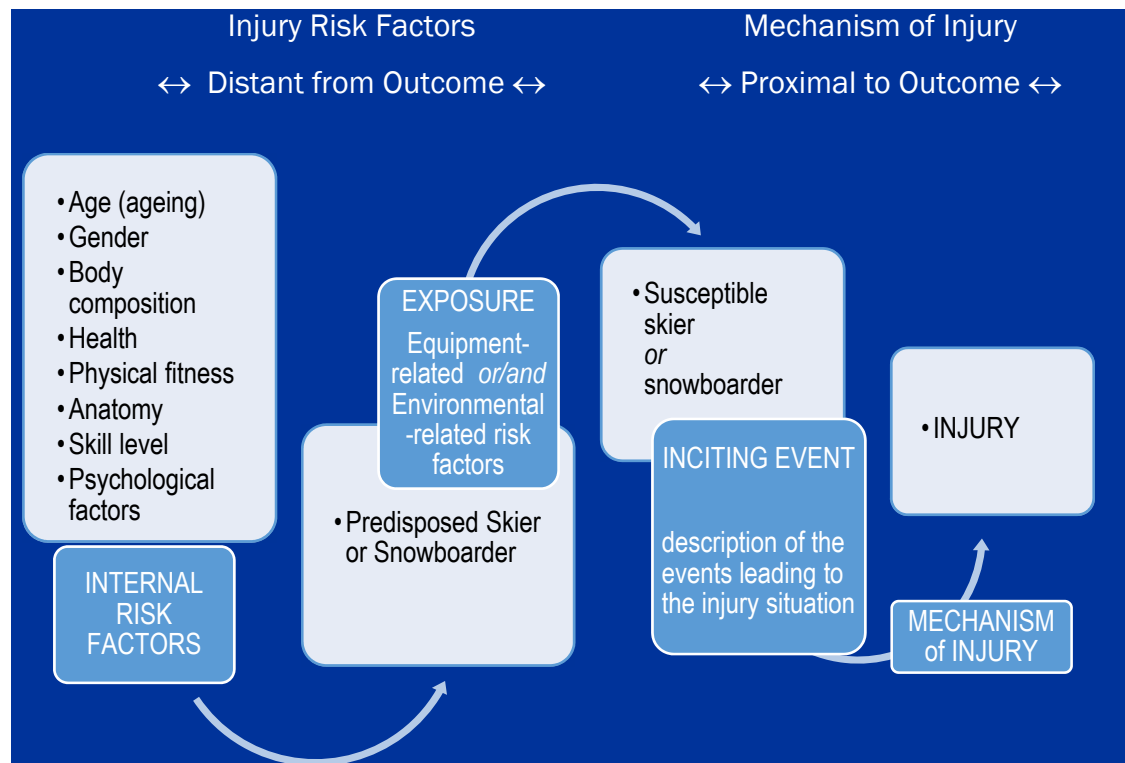 Injury Risk Factors
Mechanism of Injury
↔ Distant from Outcome ↔
↔ Proximal to Outcome ↔
•Age (ageing)
•Gender
•Body
composition
•Health
•Physical fitness
•Anatomy
•Skill level
•Psychological
factors
INTERNAL
RISK
FACTORS
EXPOSURE
Equipment-
related or/and
Environmental
-related risk
factors
•Predisposed Skier
or Snowboarder
•Susceptible
skier
or
snowboarder
INCITING EVENT
description of the
events leading to
the injury situation
•INJURY
MECHANISM
of INJURY